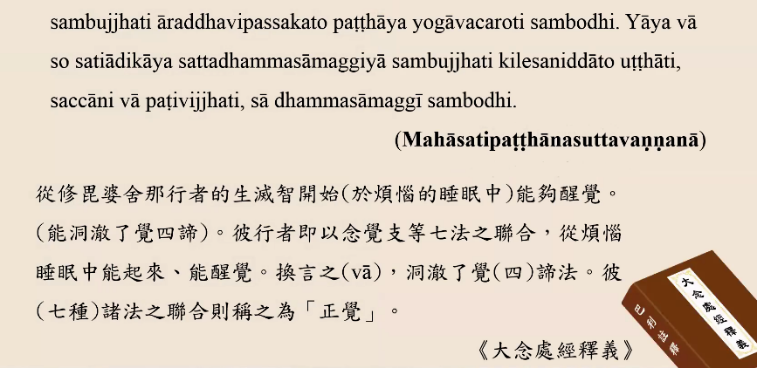 sambujjhati āraddhavipassakato paṭṭhāya yogāvacaroti sambodhi. Yāya vā
so satiādikāya sattadhammasāmaggiyā sambujjhati kilesaniddāto uṭṭhāti,
saccāni vā paṭivijjhati, sā dhammasāmaggī sambodhi.
(Mahāsatipaṭṭhānasuttavaṇṇanā)
從修毘婆舍那行者的生滅智開始(於煩惱的睡眠中)能夠醒覺。
(能洞澈了覺四諦)。彼行者即以念覺支等七法之聯合，從煩惱
睡眠中能起來、能醒覺。換言之(vā)，洞澈了覺(四)諦法。彼
(七種)諸法之聯合則稱之為「正覺」。
《大念處經釋義》
大念處經釋義
巴利註釋